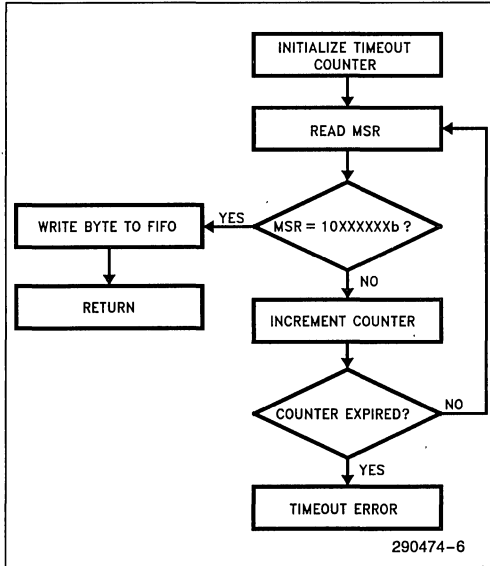 INITIALIZE TIMEOUT
COUNTER
READ MSR
MSR = 10XXXXXXb ?
YES
WRITE BYTE TO FIFO
RETURN
NO
INCREMENT COUNTER
COUNTER EXPIRED?
NO
YES
TIMEOUT ERROR
290474-6